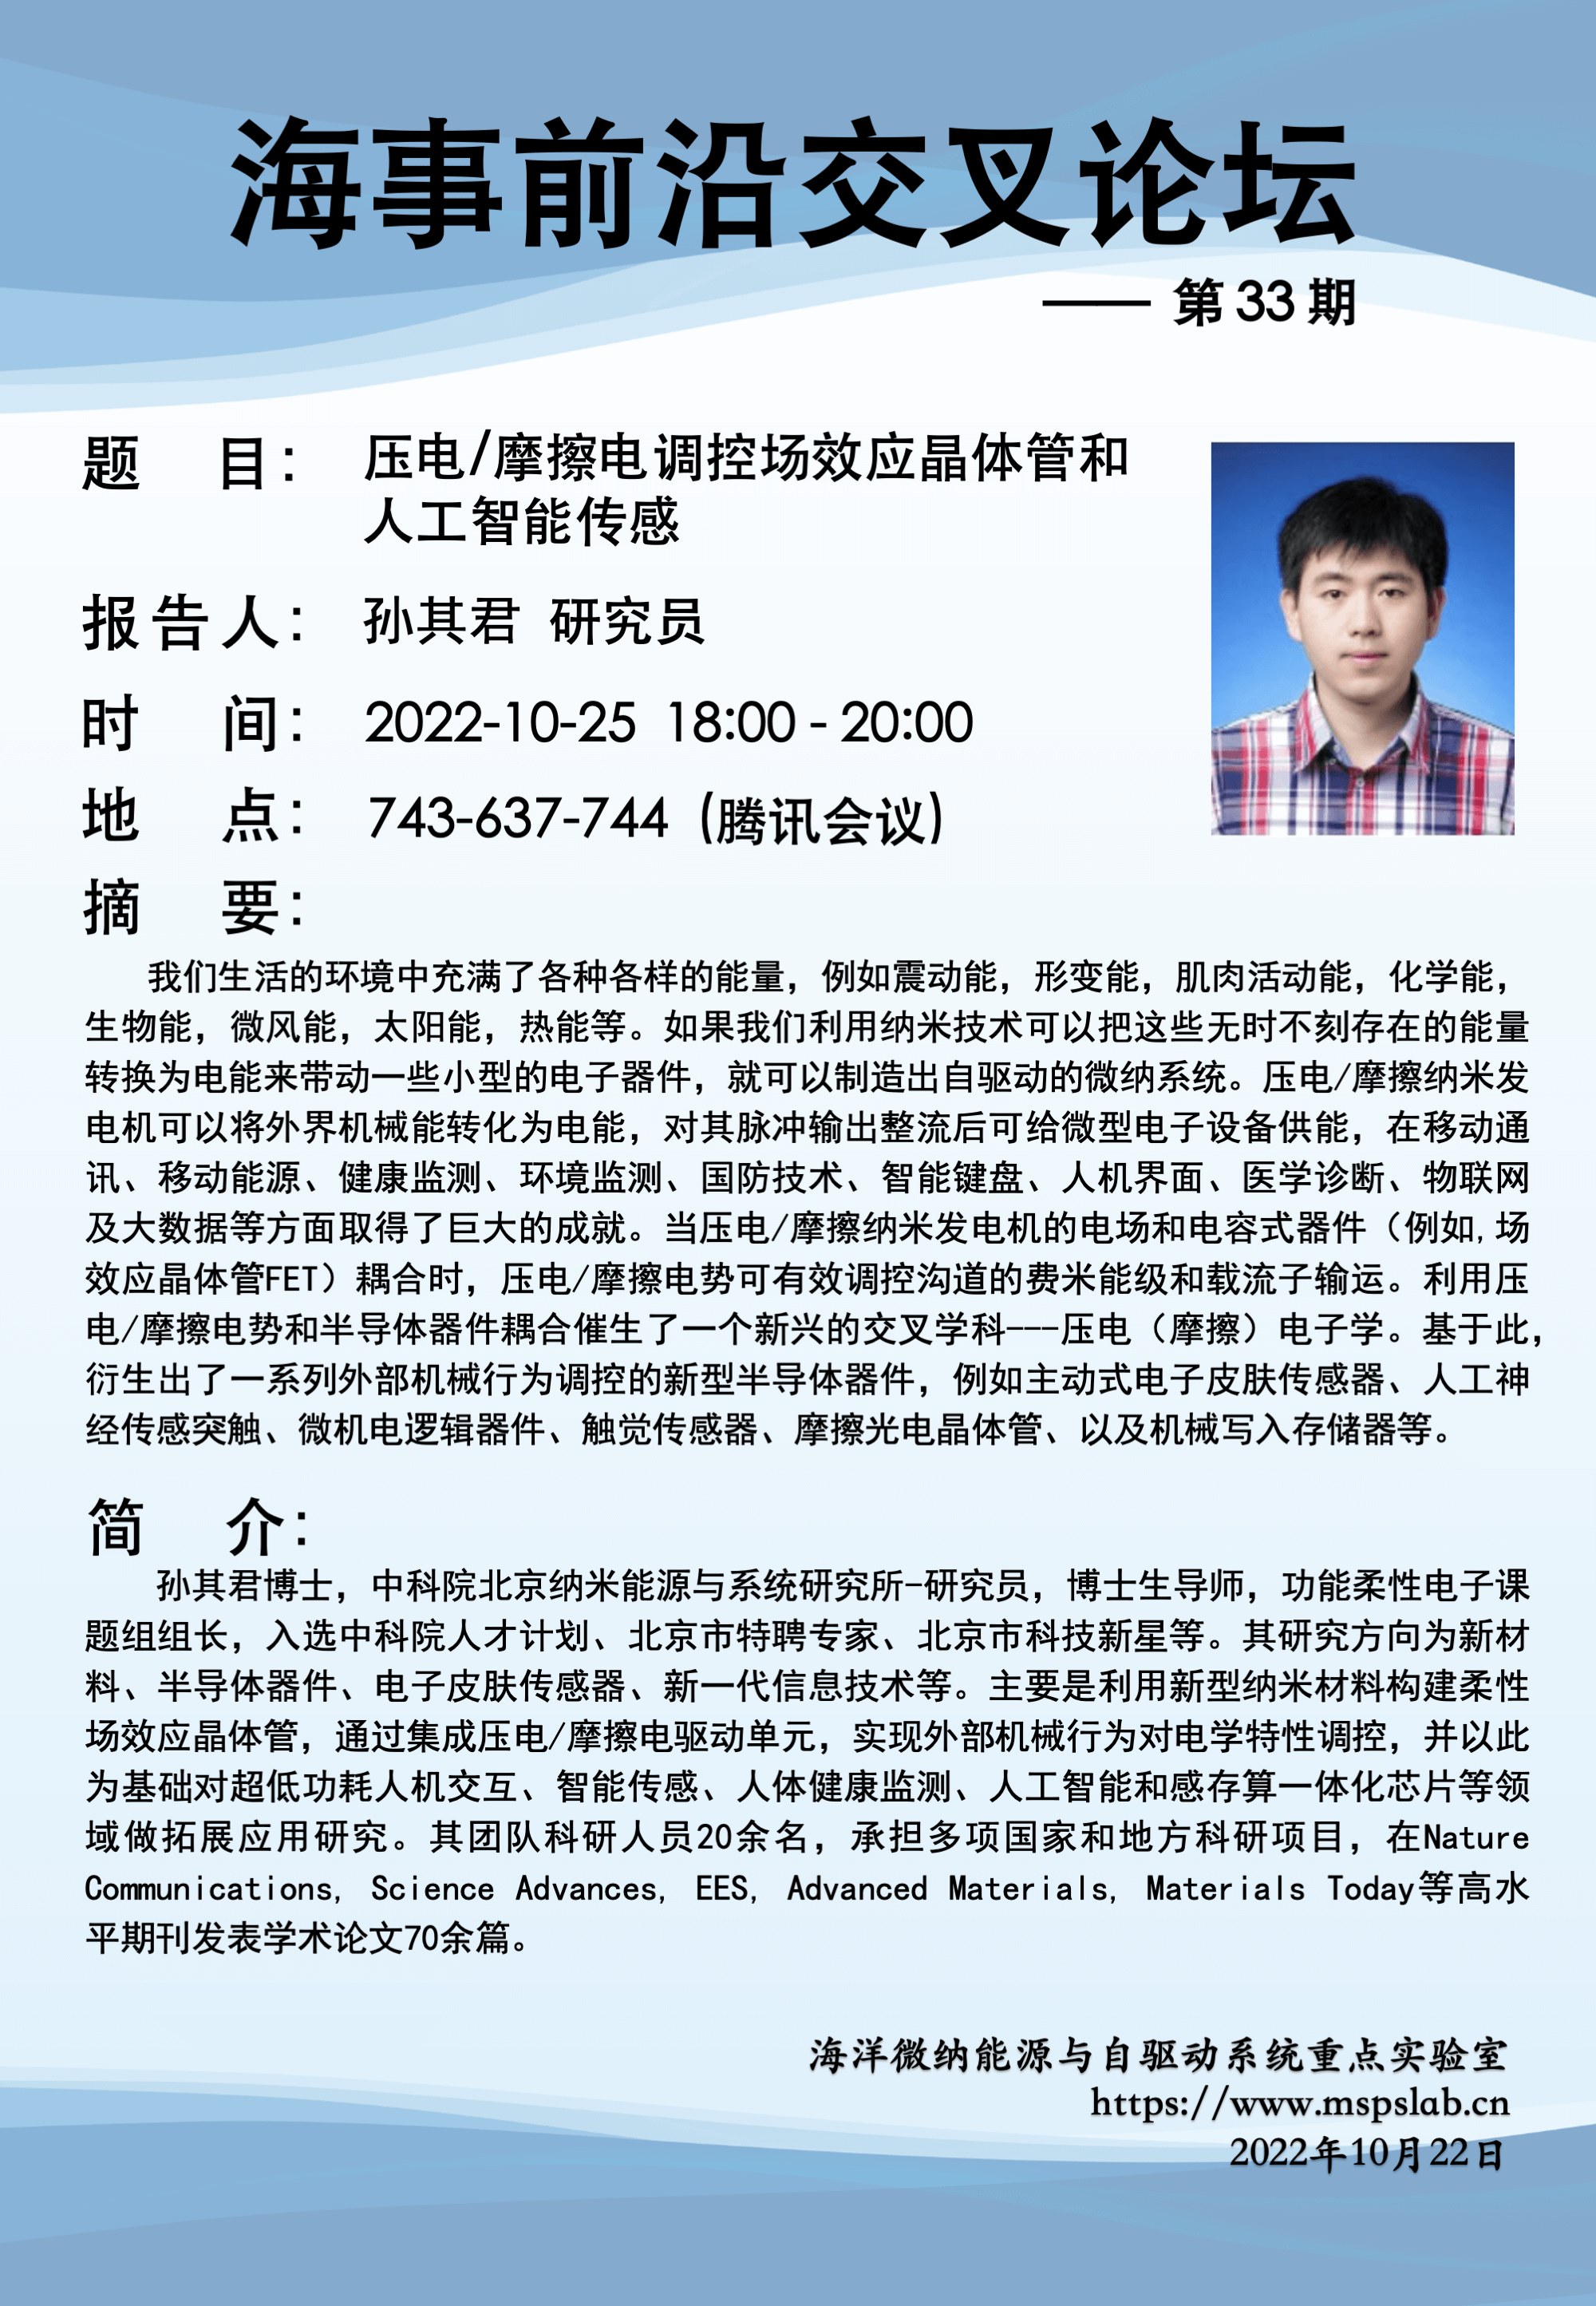 海事前沿交叉论坛
—— 第 33 期
题 目： 压电/摩擦电调控场效应晶体管和
人工智能传感
报告人： 孙其君 研究员
时 间： 2022-10-25 18:00 - 20:00
地 点： 743-637-744（腾讯会议）
摘 要：
我们生活的环境中充满了各种各样的能量，例如震动能，形变能，肌肉活动能，化学能，
生物能，微风能，太阳能，热能等。如果我们利用纳米技术可以把这些无时不刻存在的能量
转换为电能来带动一些小型的电子器件，就可以制造出自驱动的微纳系统。压电/摩擦纳米发
电机可以将外界机械能转化为电能，对其脉冲输出整流后可给微型电子设备供能，在移动通
讯、移动能源、健康监测、环境监测、国防技术、智能键盘、人机界面、医学诊断、物联网
及大数据等方面取得了巨大的成就。当压电/摩擦纳米发电机的电场和电容式器件（例如,场
效应晶体管FET）耦合时，压电/摩擦电势可有效调控沟道的费米能级和载流子输运。利用压
电/摩擦电势和半导体器件耦合催生了一个新兴的交叉学科---压电（摩擦）电子学。基于此，
衍生出了一系列外部机械行为调控的新型半导体器件，例如主动式电子皮肤传感器、人工神
经传感突触、微机电逻辑器件、触觉传感器、摩擦光电晶体管、以及机械写入存储器等。
简 介：
孙其君博士，中科院北京纳米能源与系统研究所-研究员，博士生导师，功能柔性电子课
题组组长，入选中科院人才计划、北京市特聘专家、北京市科技新星等。其研究方向为新材
料、半导体器件、电子皮肤传感器、新一代信息技术等。主要是利用新型纳米材料构建柔性
场效应晶体管，通过集成压电/摩擦电驱动单元，实现外部机械行为对电学特性调控，并以此
为基础对超低功耗人机交互、智能传感、人体健康监测、人工智能和感存算一体化芯片等领
域做拓展应用研究。其团队科研人员20余名，承担多项国家和地方科研项目，在Nature
Communications, Science Advances, EES, Advanced Materials, Materials Today等高水
平期刊发表学术论文70余篇。
海洋微纳能源与自驱动系统重点实验室
https://www.mspslab.cn
2022年10月22日